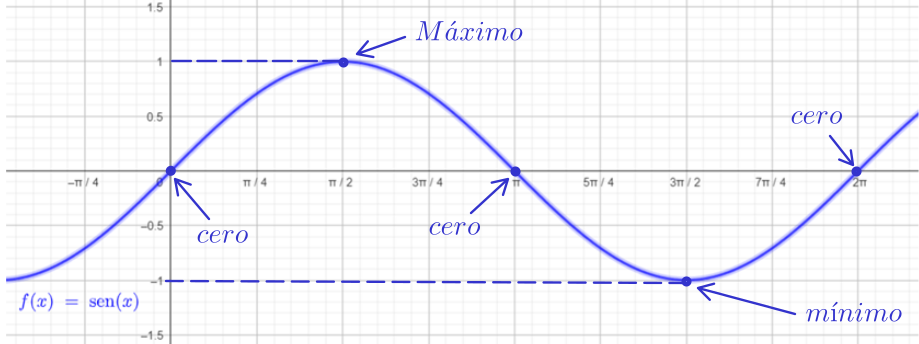 1.5
Máximo
1
0.5
cero
−π / 4
0
π / 4
π / 2
3π / 4
π
5π / 4
3π / 2
7π / 4
2π
cero
cero
−0.5
−1
f(x) = sen(x)
mínimo
−1.5